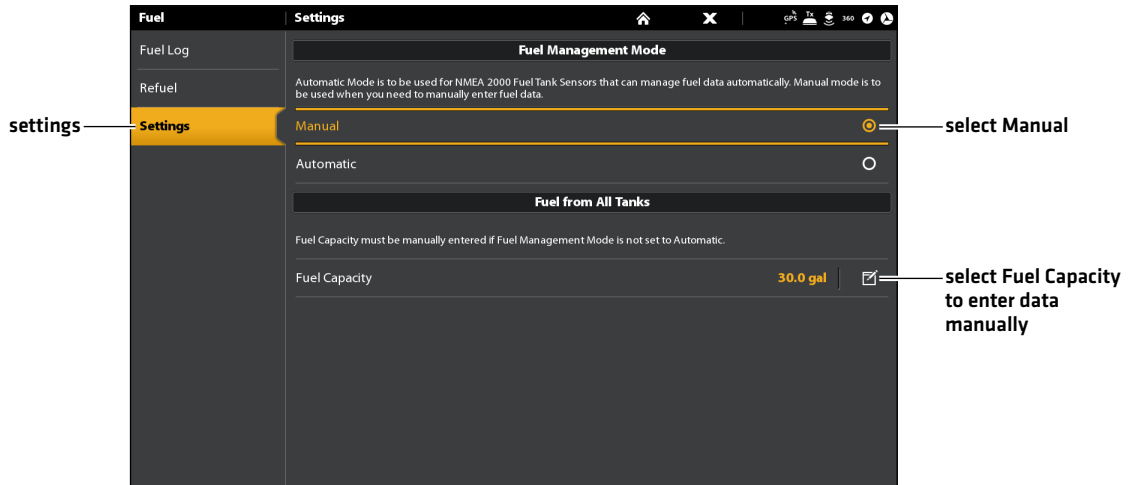 Fuel
Settings
GPS Tx 360
Fuel Log
Refuel
Settings
Fuel Management Mode
Automatic Mode is to be used for NMEA 2000 Fuel Tank Sensors that can manage fuel data automatically. Manual mode is to
be used when you need to manually enter fuel data.
Manual
Automatic
Fuel from All Tanks
Fuel Capacity must be manually entered if Fuel Management Mode is not set to Automatic.
Fuel Capacity 30.0 gal
settings
select Manual
select Fuel Capacity
to enter data
manually